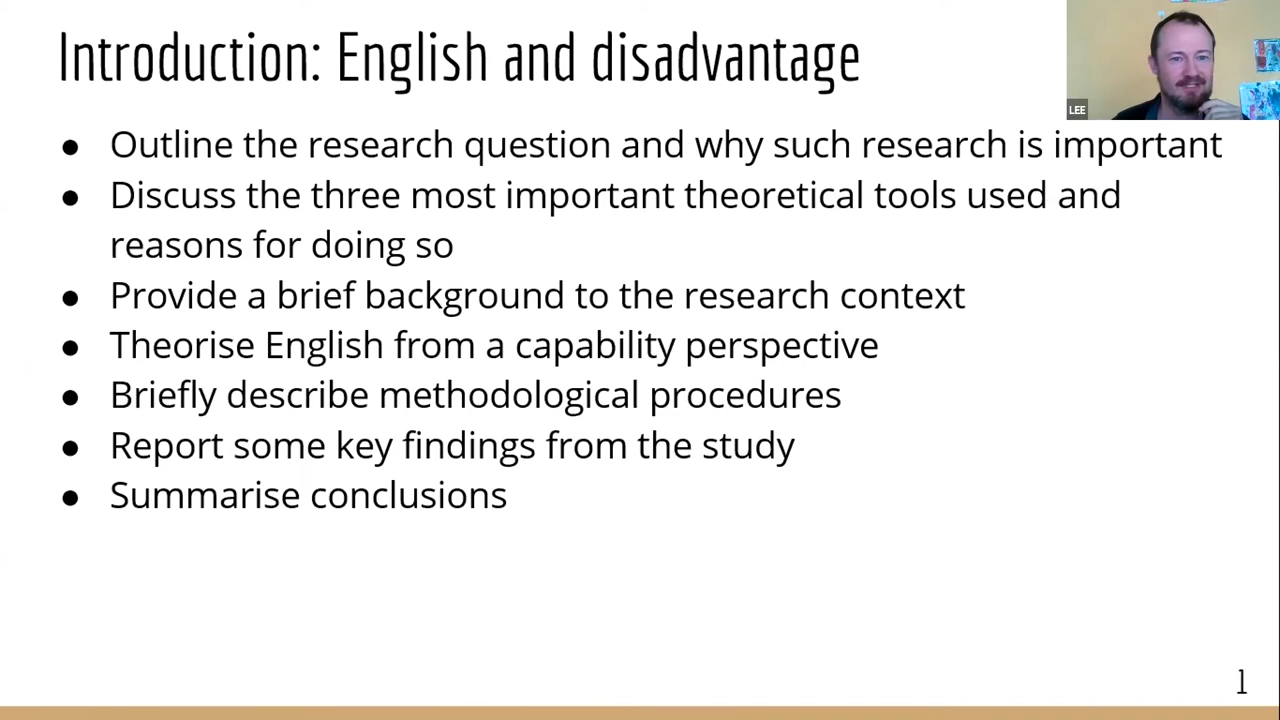 Introduction: English and disadvantage
LEE
● Outline the research question and why such research is important
● Discuss the three most important theoretical tools used and
reasons for doing so
● Provide a brief background to the research context
● Theorise English from a capability perspective
● Briefly describe methodological procedures
● Report some key findings from the study
● Summarise conclusions
1